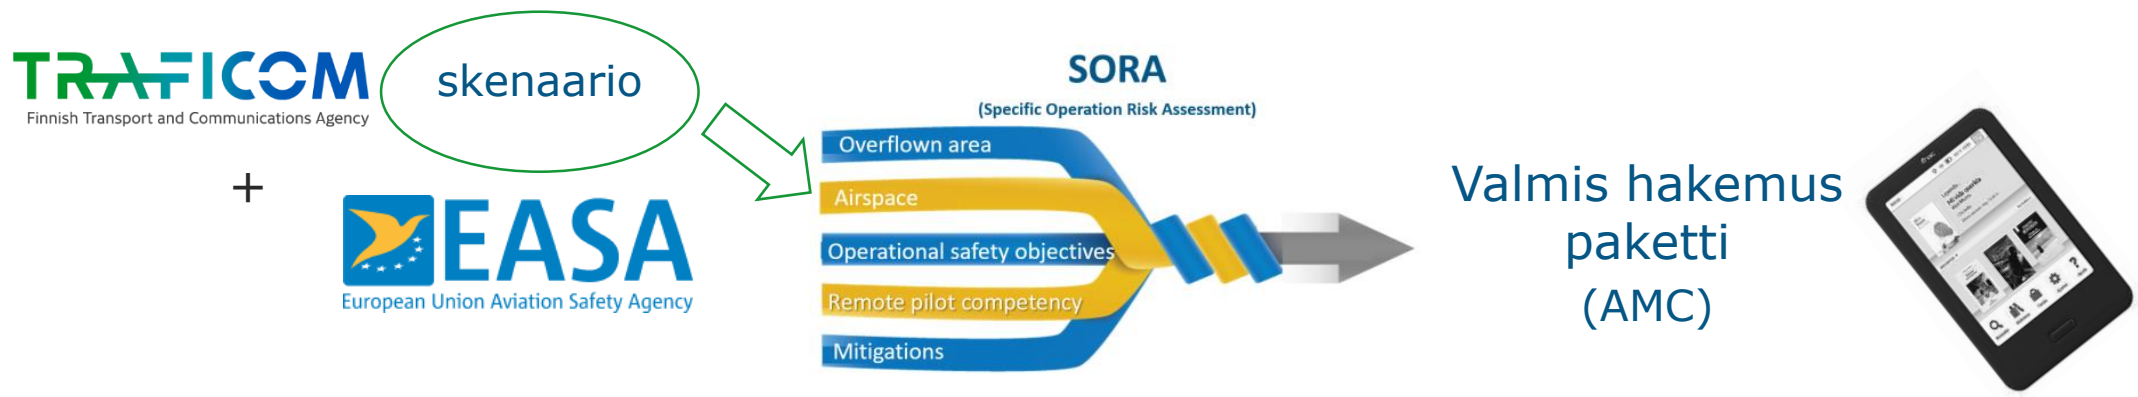 TRAFICOM
Finnish Transport and Communications Agency
skenaario
+
EASA
European Union Aviation Safety Agency
SORA
(Specific Operation Risk Assessment)
Overflown area
Airspace
Operational safety objectives
Remote pilot competency
Mitigations
Valmis hakemus
paketti
(AMC)